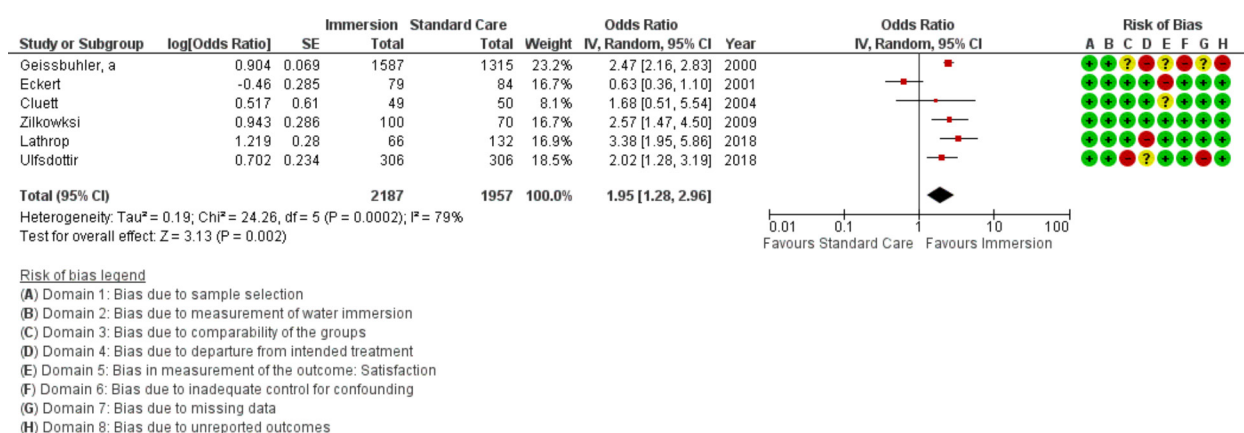 Immersion Standard Care Odds Ratio Odds Ratio Risk of Bias
Study or Subgroup log[Odds Ratio] SE Total Total Weight IV, Random, 95% CI Year IV, Random, 95% CI A B C D E F G H
Geissbuhler, a 0.904 0.069 1587 1315 23.2% 2.47 [2.16, 2.83] 2000 + + ? - ? - ? -
Eckert -0.46 0.285 79 84 16.7% 0.63 [0.36, 1.10] 2001 + + + + - + + +
Cluett 0.517 0.61 49 50 8.1% 1.68 [0.51, 5.54] 2004 + + + + ? + + +
Zilkowksi 0.943 0.286 100 70 16.7% 2.57 [1.47, 4.50] 2009 + + + + + + + +
Lathrop 1.219 0.28 66 132 16.9% 3.38 [1.95, 5.86] 2018 + + + - + + + +
Ulfsdottir 0.702 0.234 306 306 18.5% 2.02 [1.28, 3.19] 2018 + + - ? + + - +
Total (95% CI) 2187 1957 100.0% 1.95 [1.28, 2.96]
Heterogeneity: Tau² = 0.19; Chi² = 24.26, df = 5 (P = 0.0002); I² = 79%
Test for overall effect: Z = 3.13 (P = 0.002)
0.01 0.1 1 10 100
Favours Standard Care Favours Immersion
Risk of bias legend
(A) Domain 1: Bias due to sample selection
(B) Domain 2: Bias due to measurement of water immersion
(C) Domain 3: Bias due to comparability of the groups
(D) Domain 4: Bias due to departure from intended treatment
(E) Domain 5: Bias in measurement of the outcome: Satisfaction
(F) Domain 6: Bias due to inadequate control for confounding
(G) Domain 7: Bias due to missing data
(H) Domain 8: Bias due to unreported outcomes